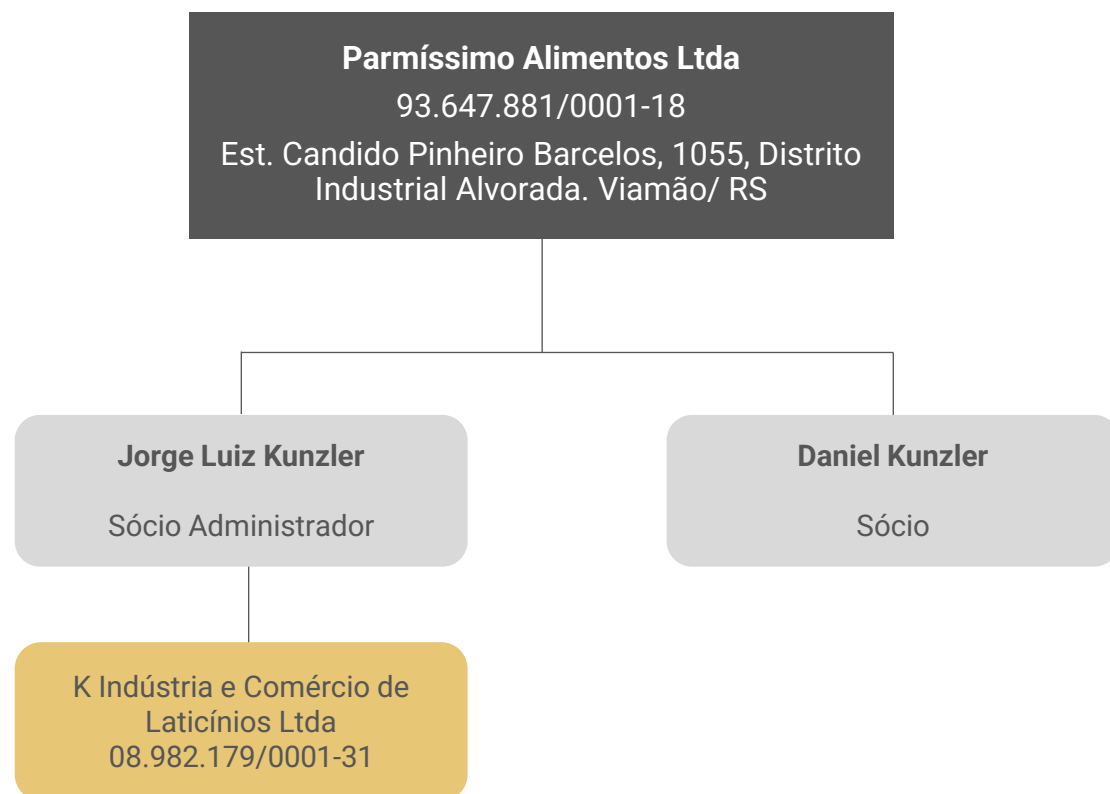 Parmíssimo Alimentos Ltda
93.647.881/0001-18
Est. Candido Pinheiro Barcelos, 1055, Distrito
Industrial Alvorada. Viamão/ RS
Jorge Luiz Kunzler
Sócio Administrador
Daniel Kunzler
Sócio
K Indústria e Comércio de
Laticínios Ltda
08.982.179/0001-31